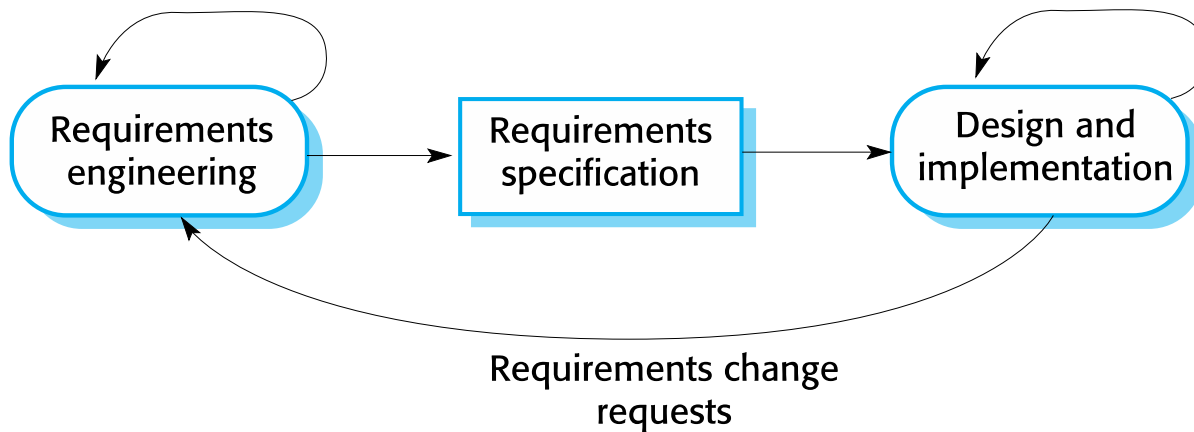 Requirements
engineering
Requirements
specification
Design and
implementation
Requirements change
requests